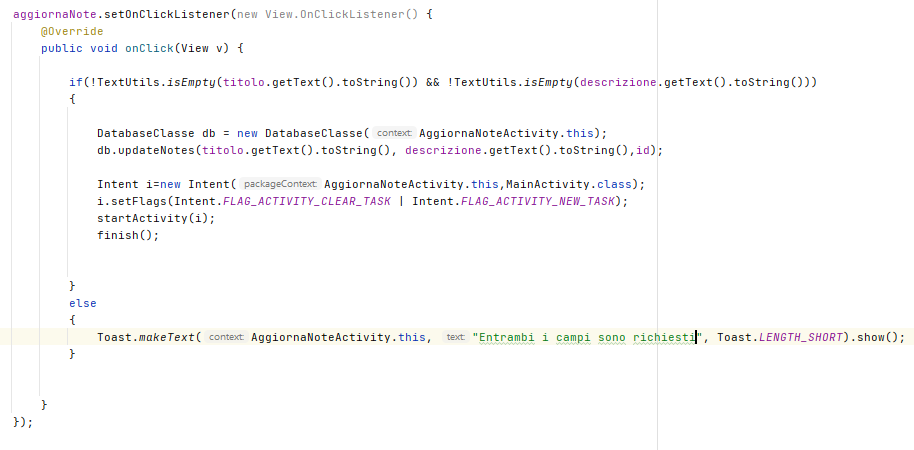 aggiornaNote.setOnClickListener(new View.OnClickListener() {
@Override
public void onClick(View v) {
if(!TextUtils.isEmpty(titolo.getText().toString()) && !TextUtils.isEmpty(descrizione.getText().toString()))
{
DatabaseClasse db = new DatabaseClasse( context: AggiornaNoteActivity.this);
db.updateNotes(titolo.getText().toString(), descrizione.getText().toString(),id);
Intent i=new Intent( packageContext: AggiornaNoteActivity.this,MainActivity.class);
i.setFlags(Intent.FLAG_ACTIVITY_CLEAR_TASK | Intent.FLAG_ACTIVITY_NEW_TASK);
startActivity(i);
finish();
}
else
{
Toast.makeText( context: AggiornaNoteActivity.this, text: "Entrambi i campi sono richiesti", Toast.LENGTH_SHORT).show();
}
}
});